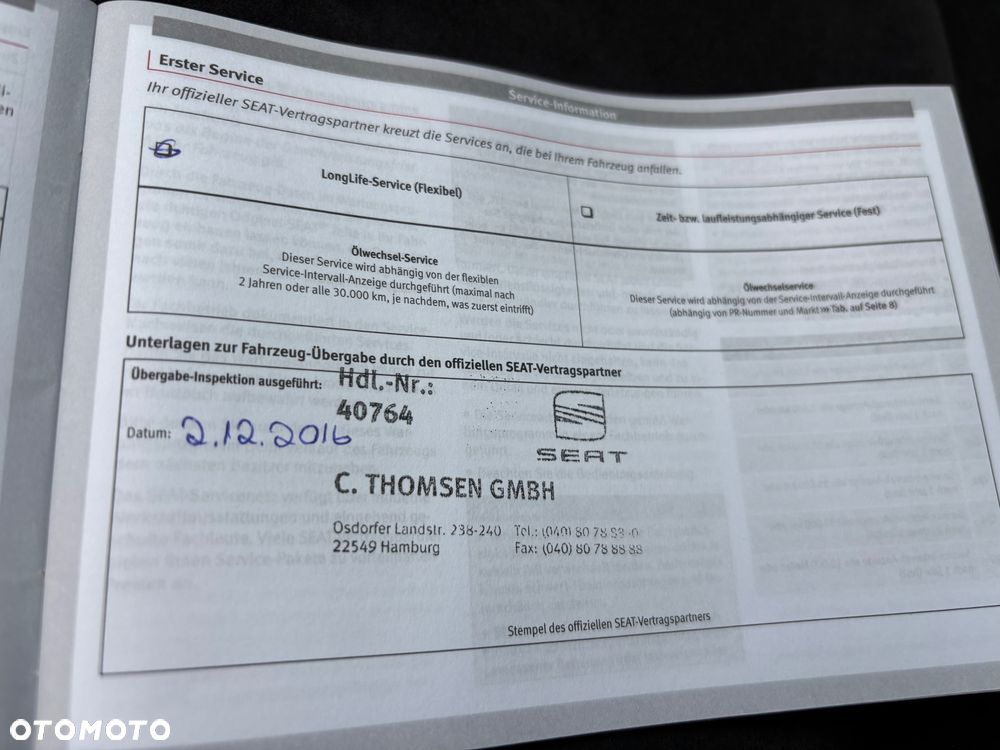 Service-Information
Erster Service
Ihr offizieller SEAT-Vertragspartner kreuzt die Services an, die bei Ihrem Fahrzeug anfallen.
LongLife-Service (Flexibel)
Zeit- bzw. laufleistungsabhängiger Service (Fest)
Ölwechsel-Service
Dieser Service wird abhängig von der flexiblen
Service-Intervall-Anzeige durchgeführt (maximal nach
2 Jahren oder alle 30.000 km, je nachdem, was zuerst eintrifft)
Ölwechselservice
Dieser Service wird abhängig von der Service-Intervall-Anzeige durchgeführt
(abhängig von PR-Nummer und Markt ››› Tab. auf Seite 8)
Unterlagen zur Fahrzeug-Übergabe durch den offiziellen SEAT-Vertragspartner
Übergabe-Inspektion ausgeführt:
Hdl.-Nr.:
40764
Datum: 2.12.2016
SEAT
C. THOMSEN GMBH
Osdorfer Landstr. 238-240 Tel.: (040) 80 78
22549 Hamburg Fax: (040) 80 78 88 88
Stempel des offiziellen SEAT-Vertragspartners
OTOMOTO